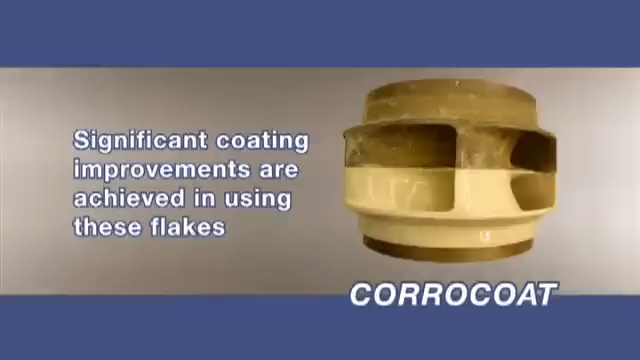 Significant coating
improvements are
achieved in using
these flakes
CORROCOAT